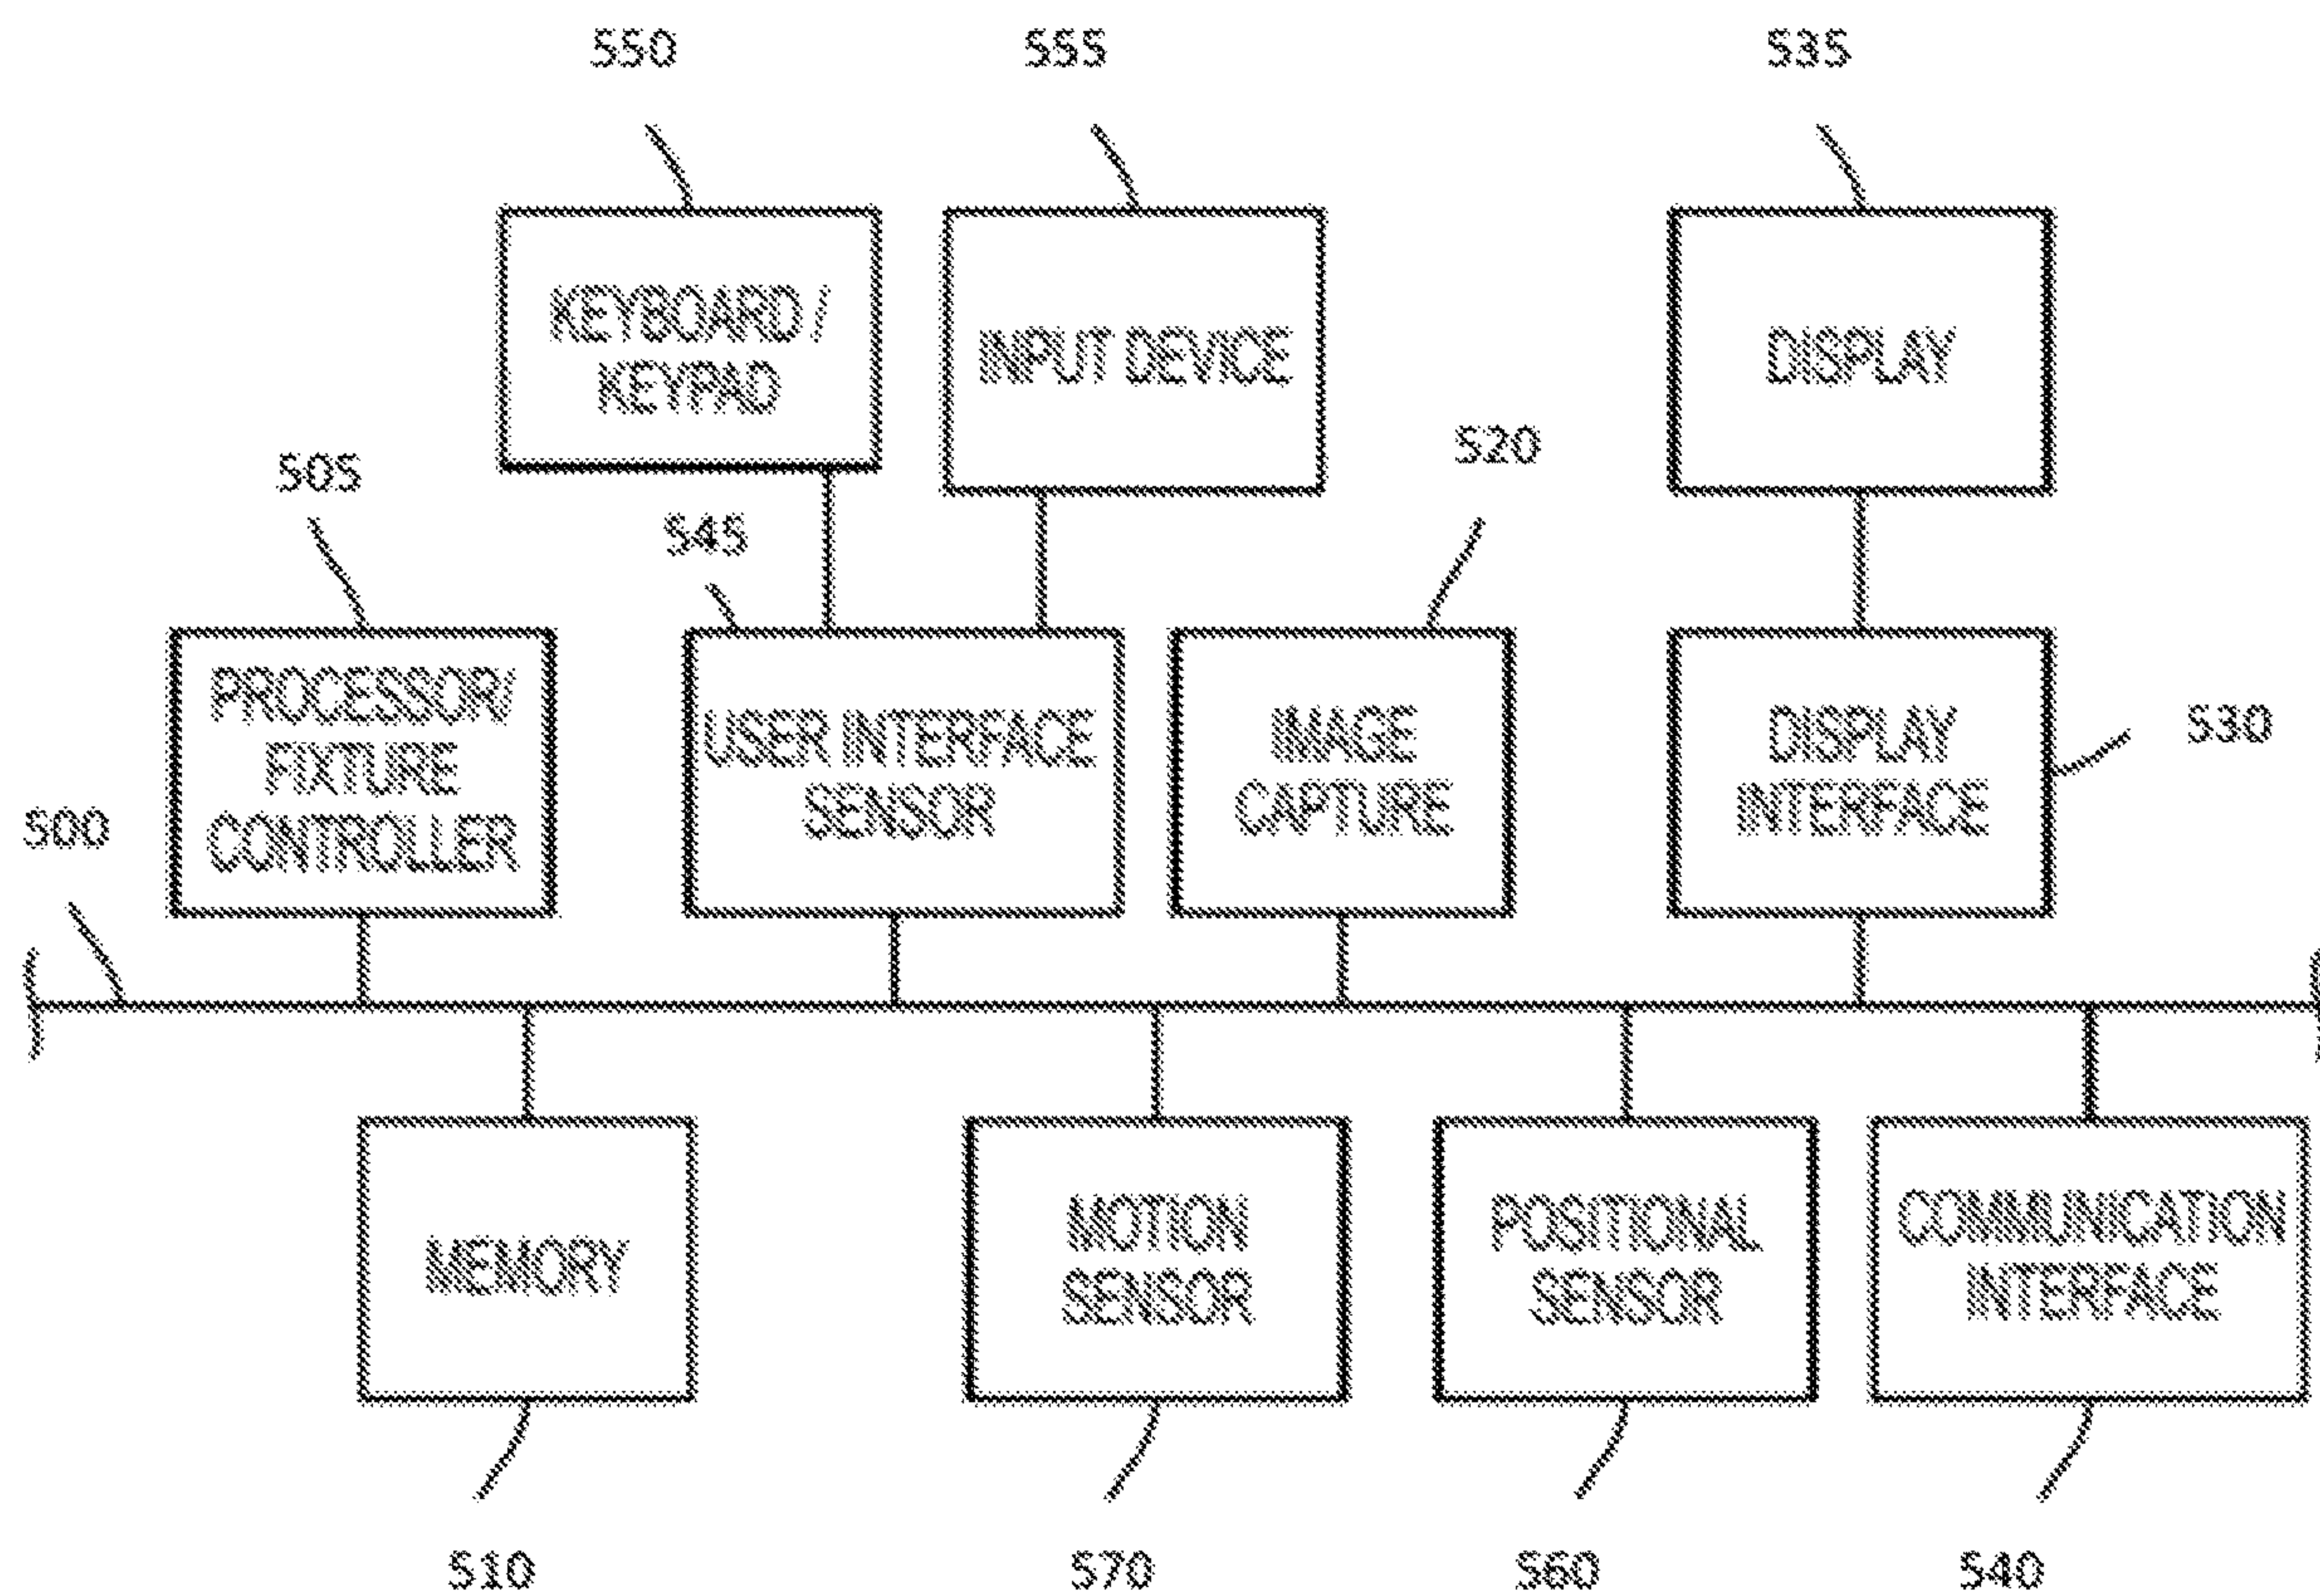 550
555
535
KEYBOARD /
KEYPAD
INPUT DEVICE
DISPLAY
520
505
545
PROCESSOR/
FIXTURE
CONTROLLER
USER INTERFACE
SENSOR
IMAGE
CAPTURE
DISPLAY
INTERFACE
530
500
MEMORY
MOTION
SENSOR
POSITIONAL
SENSOR
COMMUNICATION
INTERFACE
510
570
560
540